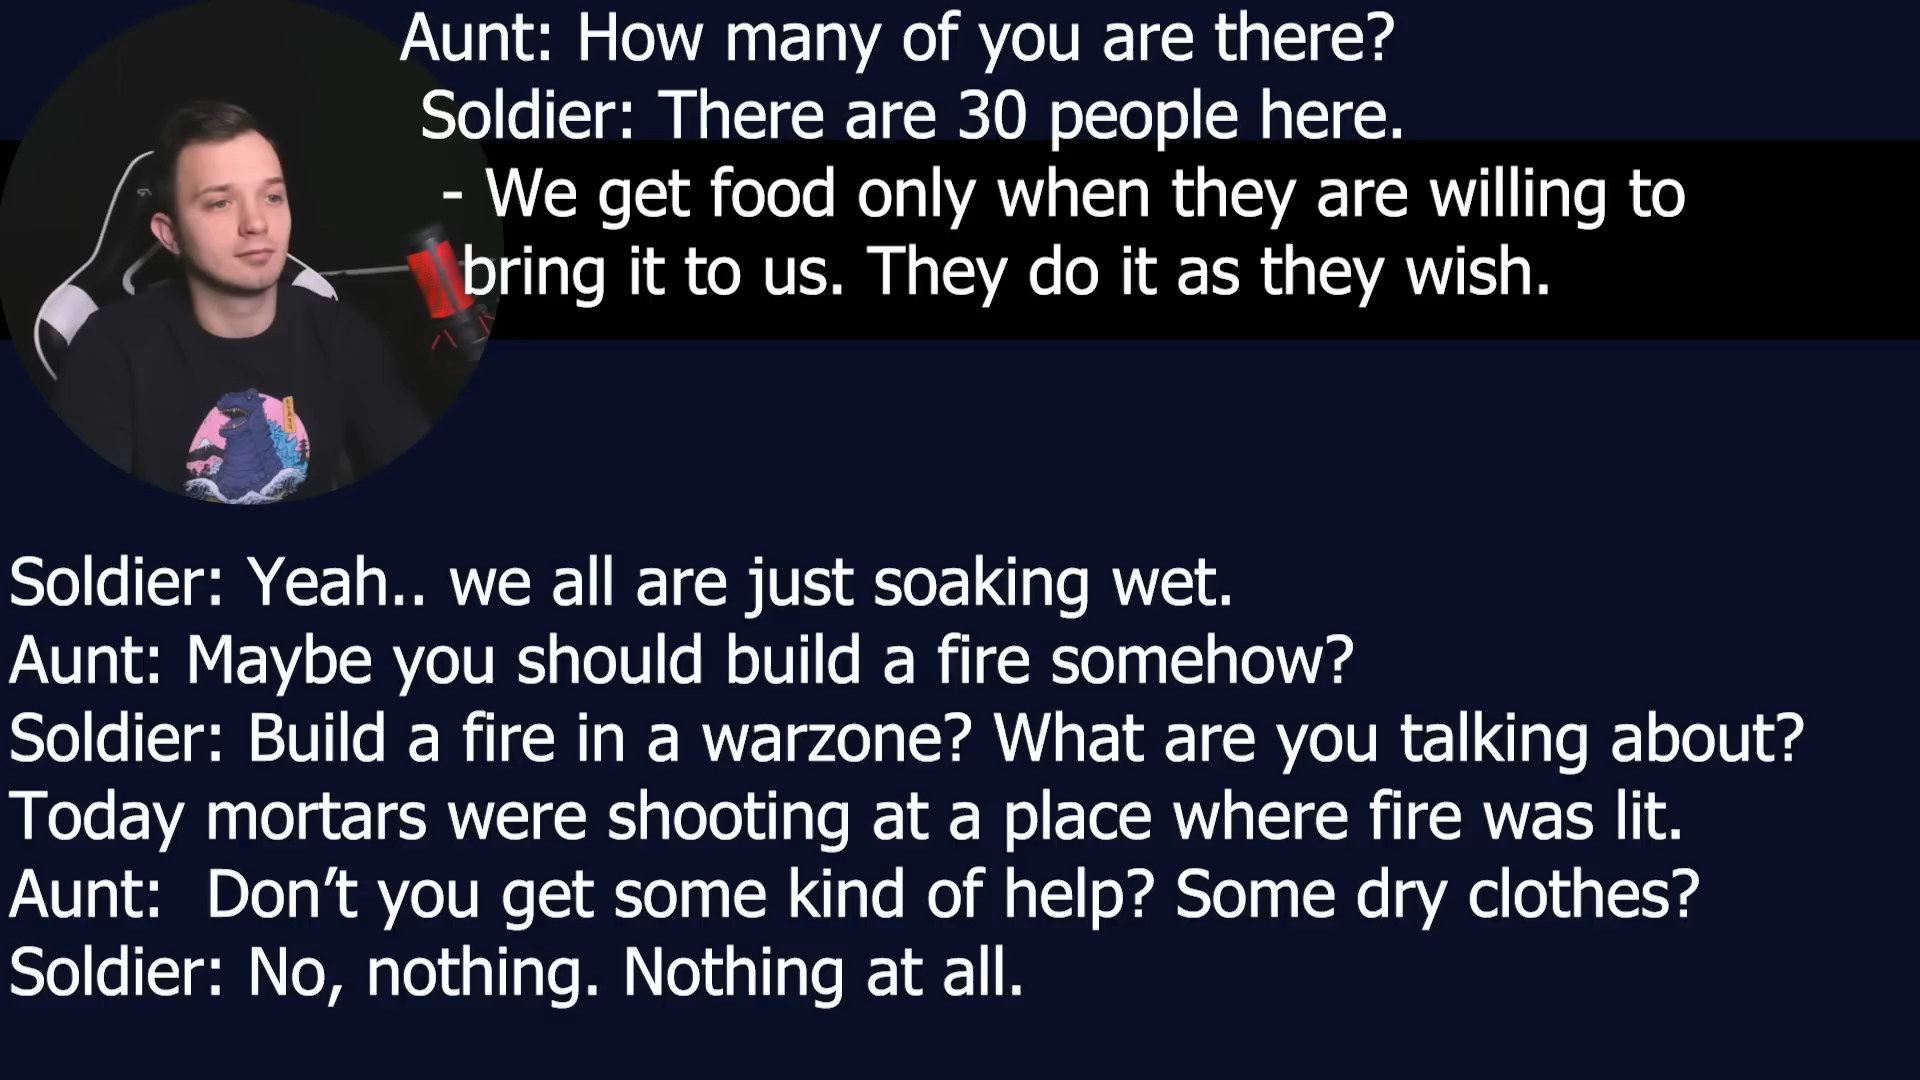 Aunt: How many of you are there?
Soldier: There are 30 people here.
- We get food only when they are willing to
bring it to us. They do it as they wish.
Soldier: Yeah.. we all are just soaking wet.
Aunt: Maybe you should build a fire somehow?
Soldier: Build a fire in a warzone? What are you talking about?
Today mortars were shooting at a place where fire was lit.
Aunt:  Don’t you get some kind of help? Some dry clothes?
Soldier: No, nothing. Nothing at all.